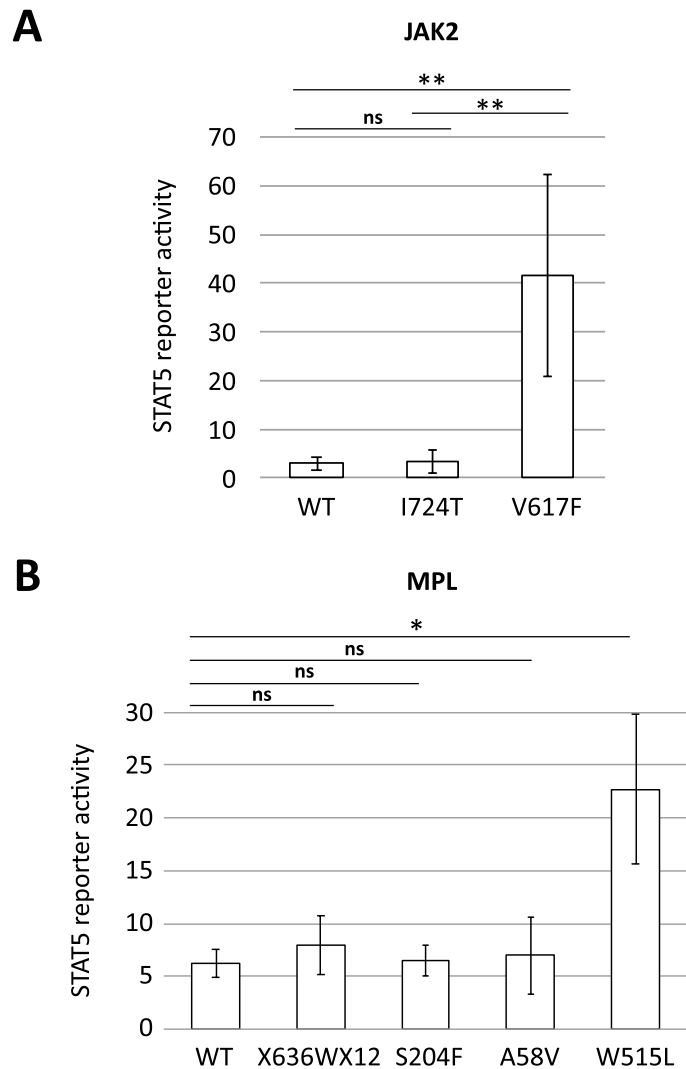 A
JAK2
**
**
ns
STAT5 reporter activity
70
60
50
40
30
20
10
0
WT I724T V617F
B
MPL
*
ns
ns
ns
STAT5 reporter activity
30
25
20
15
10
5
0
WT X636WX12 S204F A58V W515L